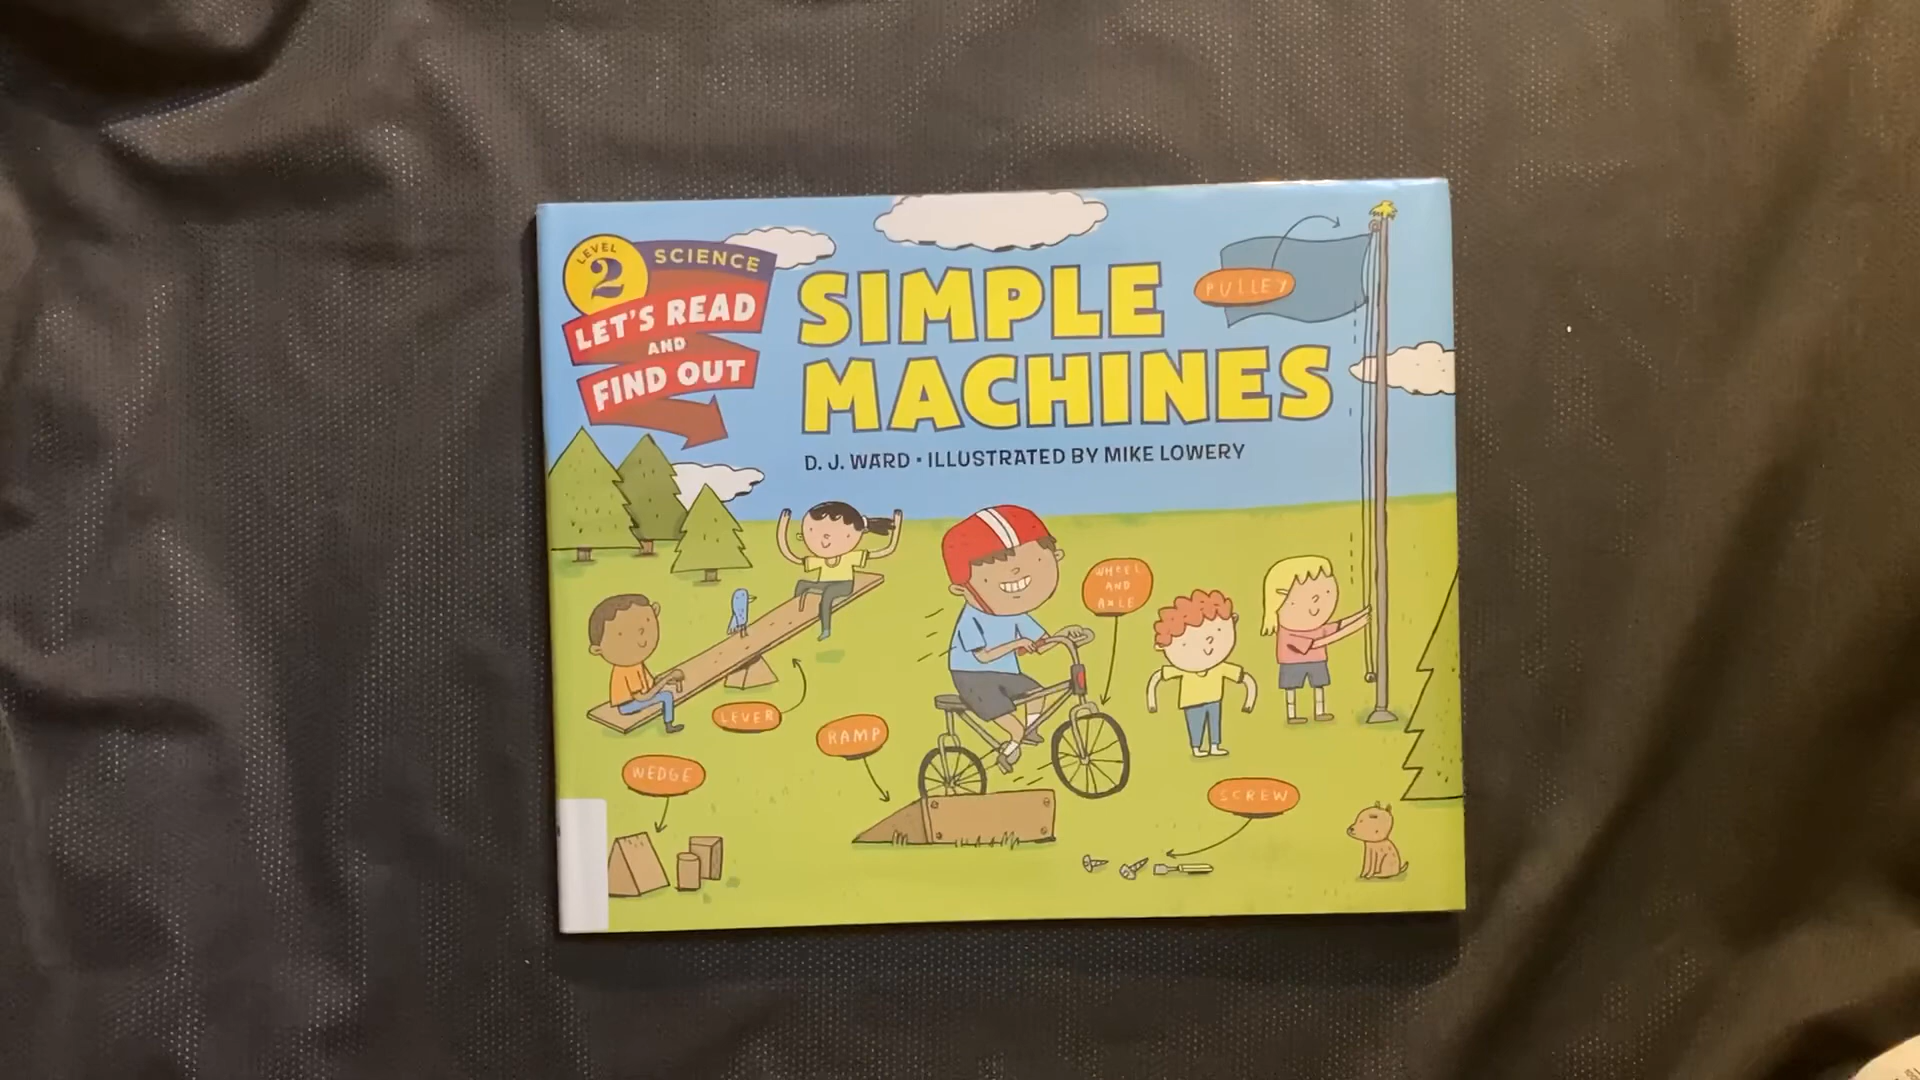 LEVEL
2
SCIENCE
LET'S READ
AND
FIND OUT
SIMPLE
MACHINES
D. J. WARD • ILLUSTRATED BY MIKE LOWERY
PULLEY
WHEEL
AND
AXLE
LEVER
RAMP
WEDGE
SCREW